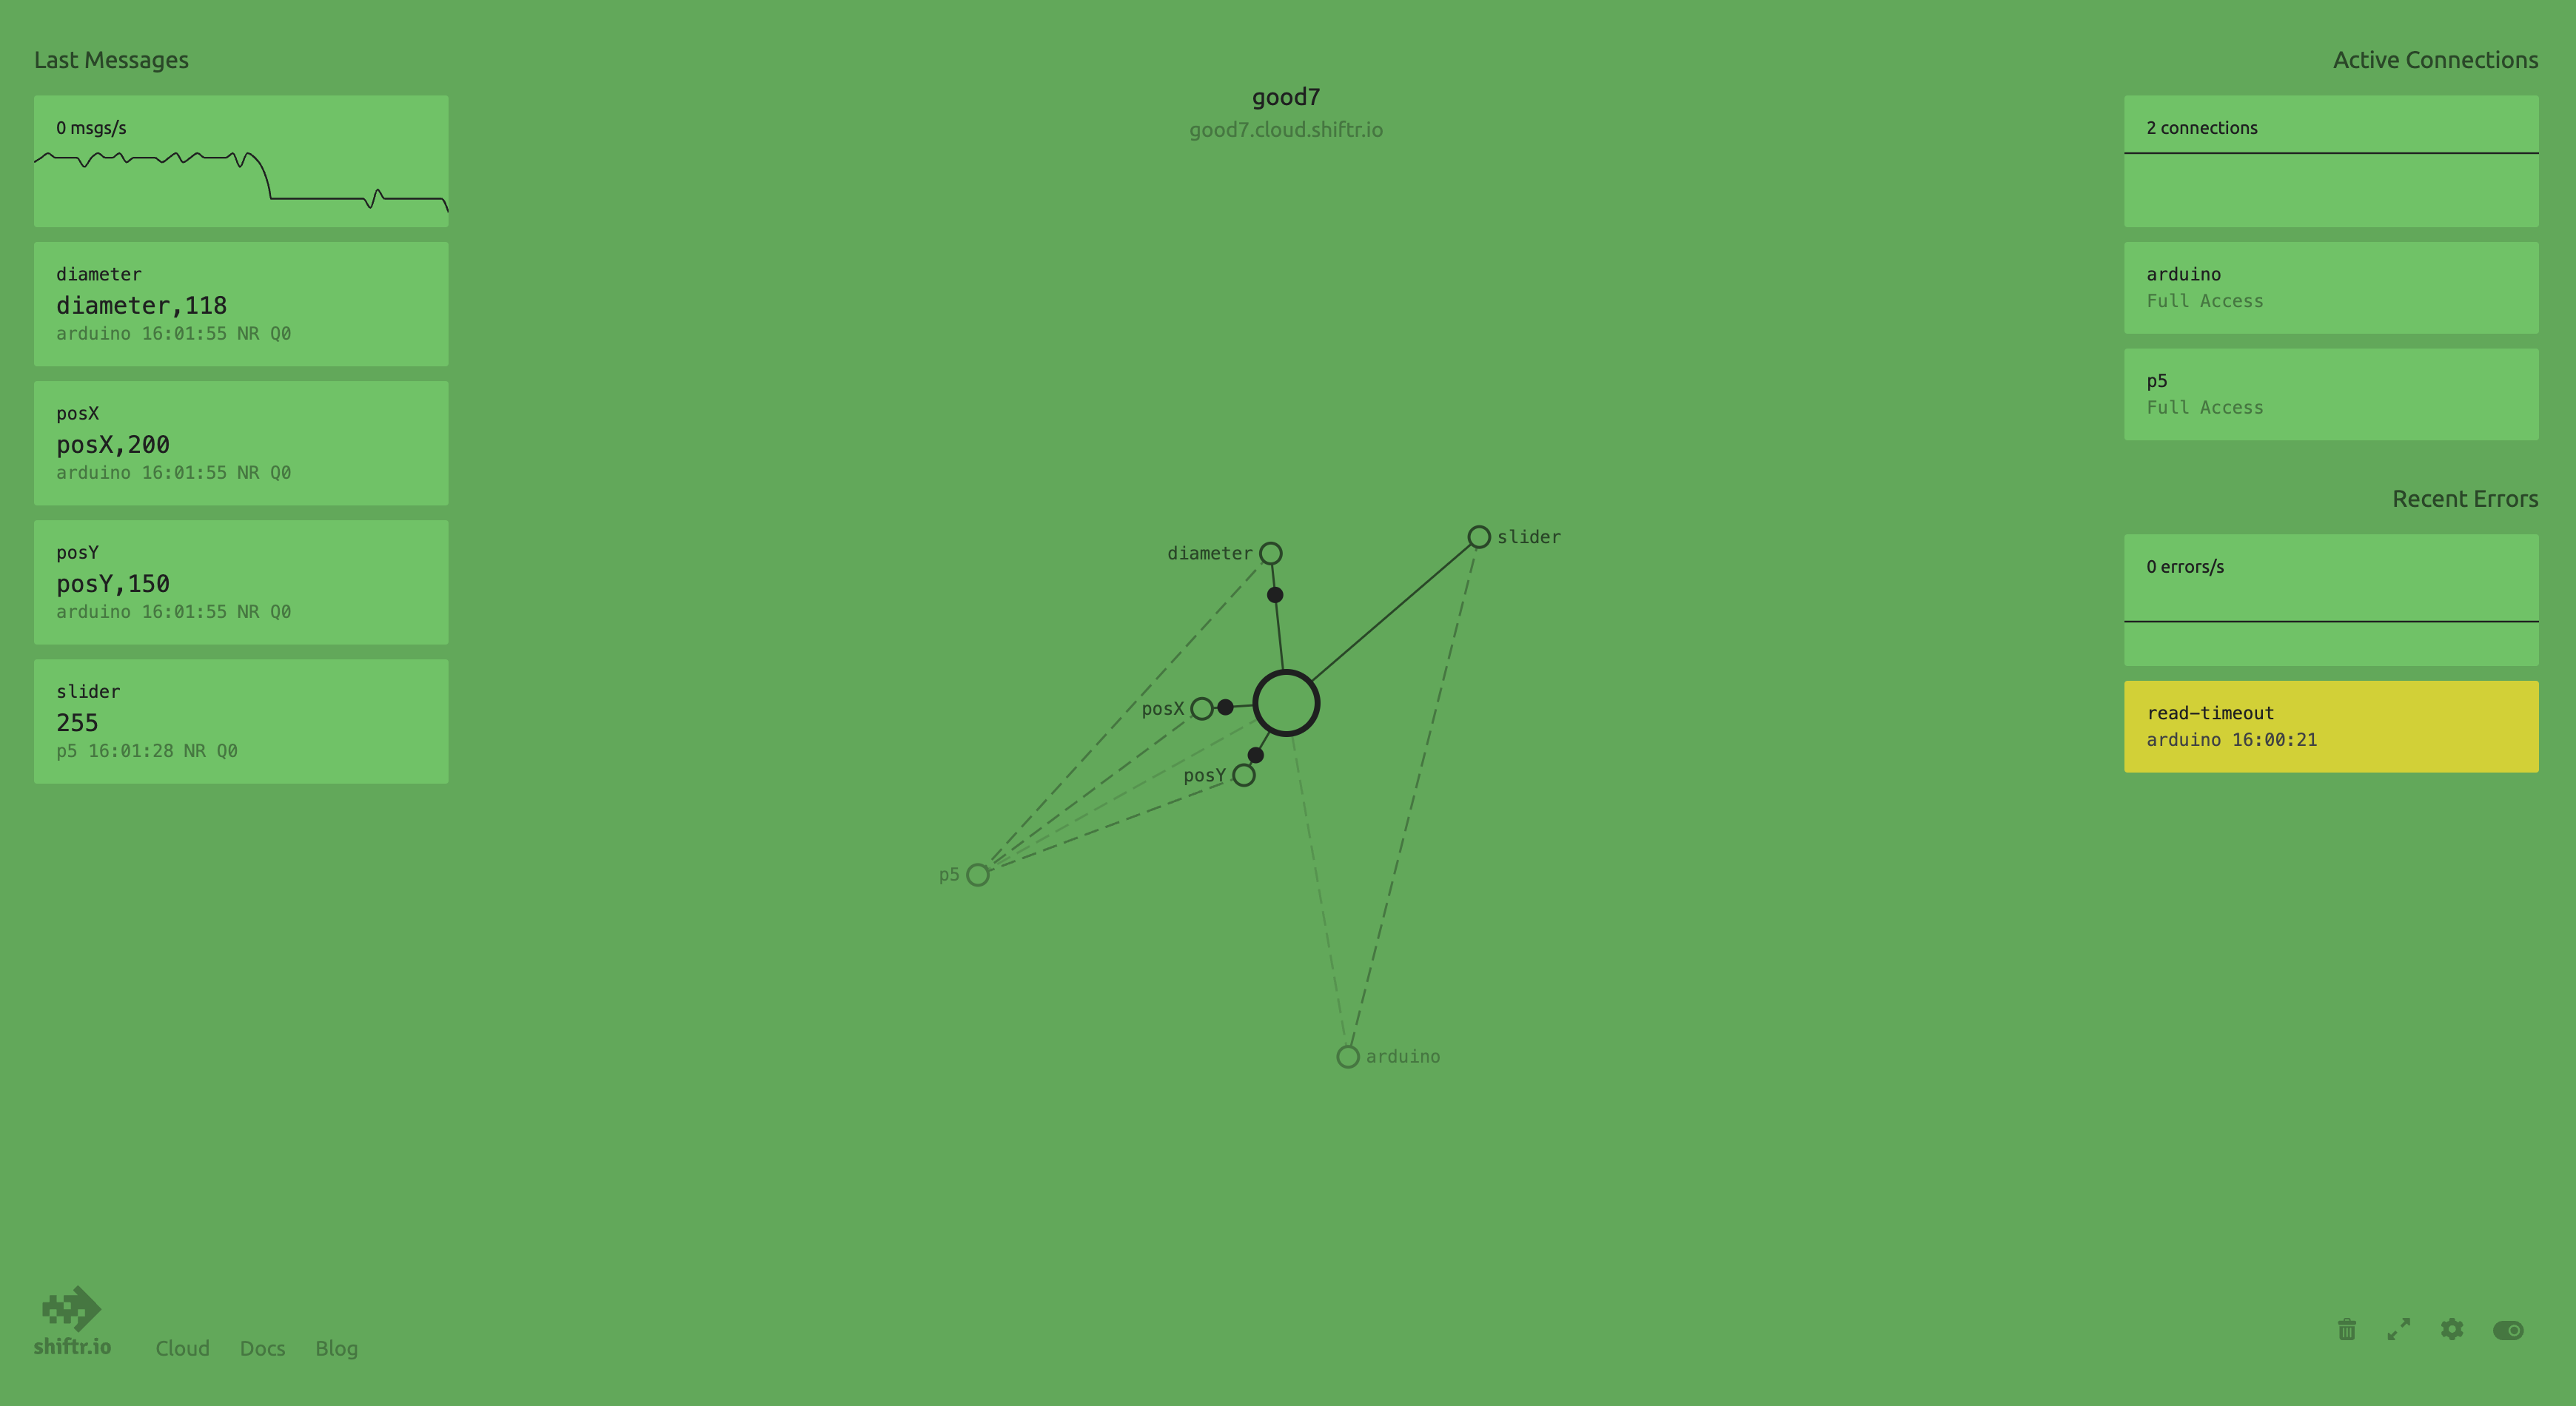 Last Messages
0 msgs/s
diameter
diameter,118
arduino 16:01:55 NR Q0
posX
posX,200
arduino 16:01:55 NR Q0
posY
posY,150
arduino 16:01:55 NR Q0
slider
255
p5 16:01:28 NR Q0
good7
good7.cloud.shiftr.io
diameter
slider
posX
posY
p5
arduino
Active Connections
2 connections
arduino
Full Access
p5
Full Access
Recent Errors
0 errors/s
read-timeout
arduino 16:00:21
shiftr.io
Cloud Docs Blog